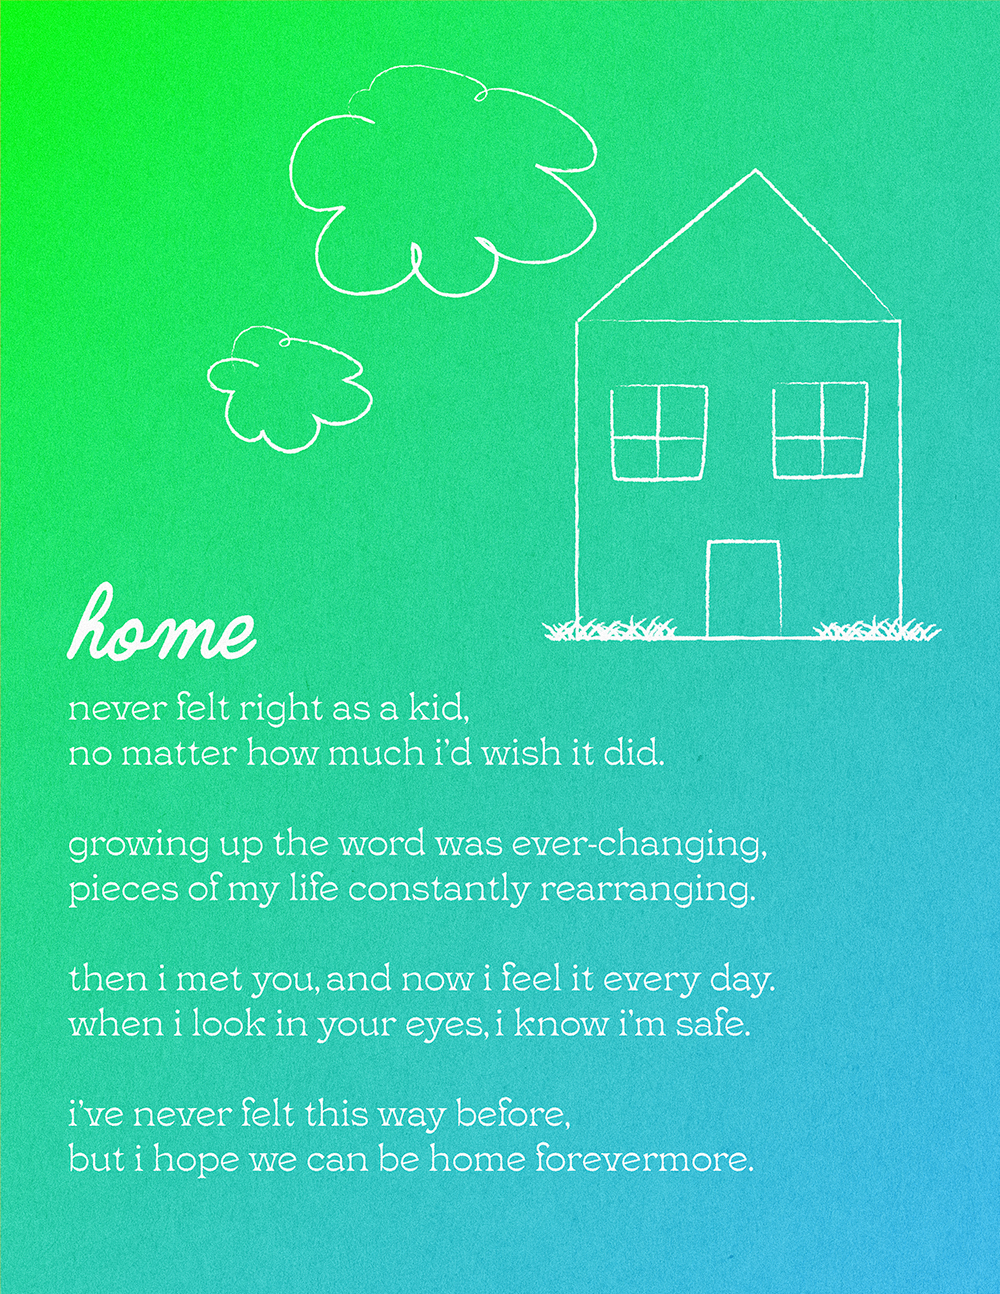 home
never felt right as a kid,
no matter how much i'd wish it did.
growing up the word was ever-changing,
pieces of my life constantly rearranging.
then i met you, and now i feel it every day.
when i look in your eyes, i know i'm safe.
i've never felt this way before,
but i hope we can be home forevermore.